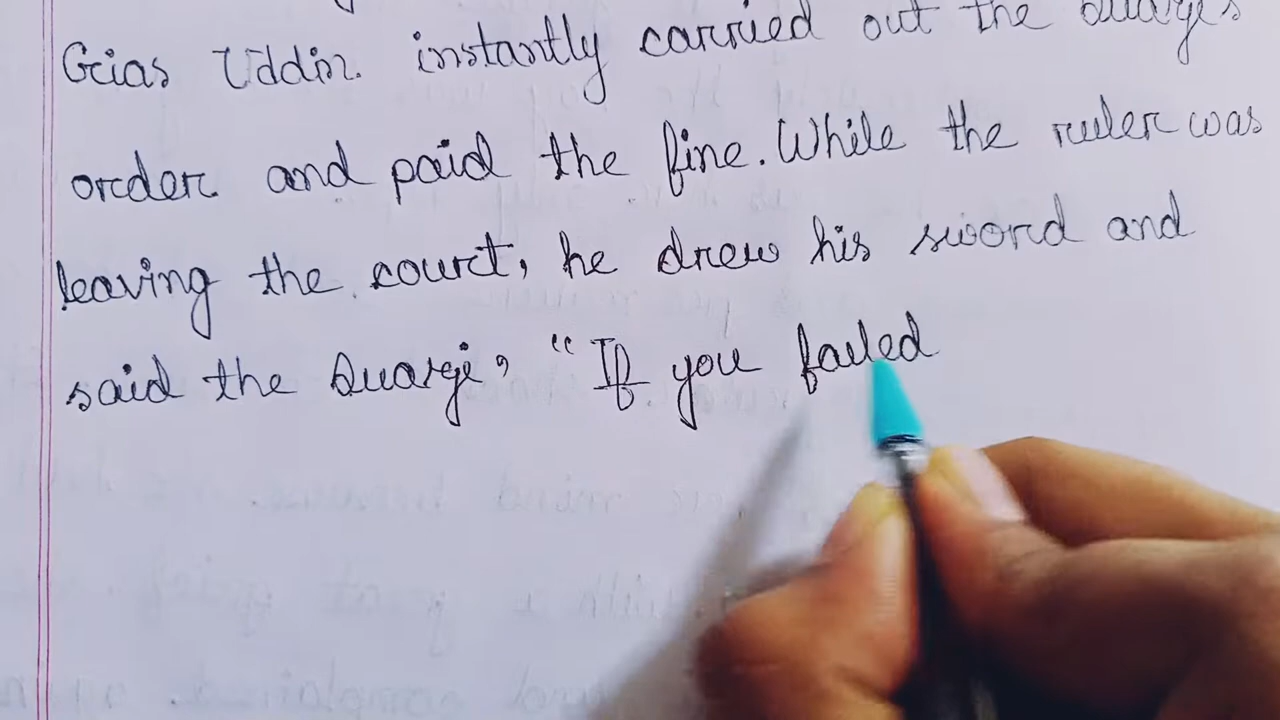 Gias Uddin. instantly carried out the Quazi's
order. and paid the fine. While the ruler was
leaving the court, he drew his sword and
said the Quazi, “If you failed